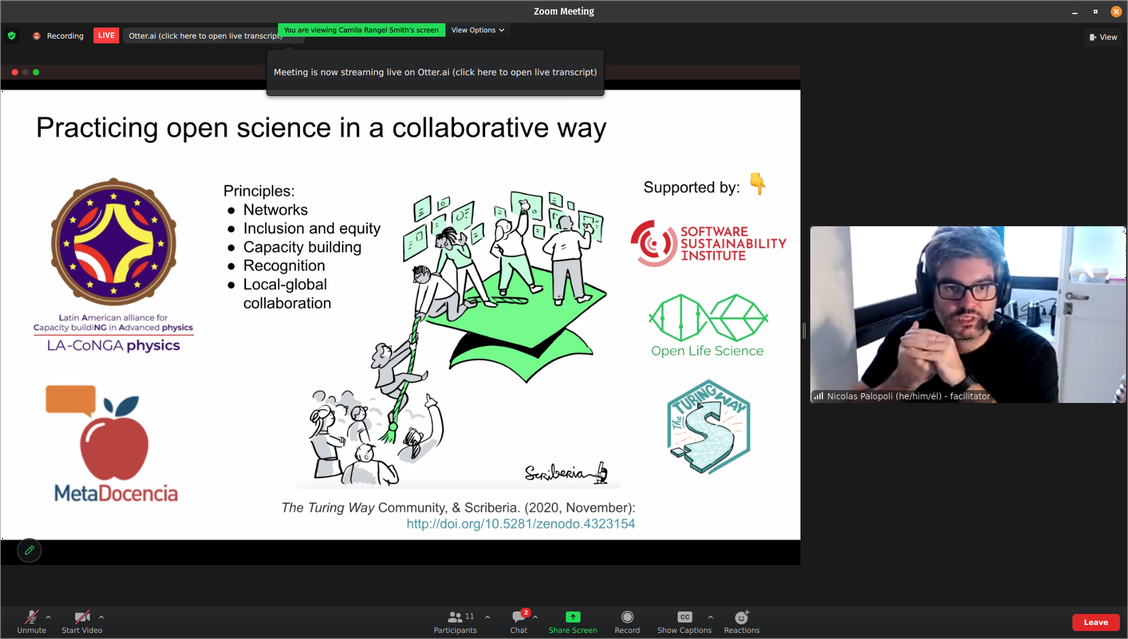 Zoom Meeting
Recording
LIVE
Otter.ai (click here to open live transcript)
You are viewing Camila Rangel Smith's screen
View Options
View
Meeting is now streaming live on Otter.ai (click here to open live transcript)
Practicing open science in a collaborative way
Latin American alliance for
Capacity buildiNG in Advanced physics
LA-CoNGA physics
MetaDocencia
Principles:
● Networks
● Inclusion and equity
● Capacity building
● Recognition
● Local-global
collaboration
Scriberia
The Turing Way Community, & Scriberia. (2020, November):
http://doi.org/10.5281/zenodo.4323154
Supported by: 👇
SOFTWARE
SUSTAINABILITY
INSTITUTE
Open Life Science
The TURING WAY
Nicolas Palopoli (he/him/él) - facilitator
Unmute
Start Video
Participants
11
Chat
2
Share Screen
Record
CC
Show Captions
Reactions
Leave